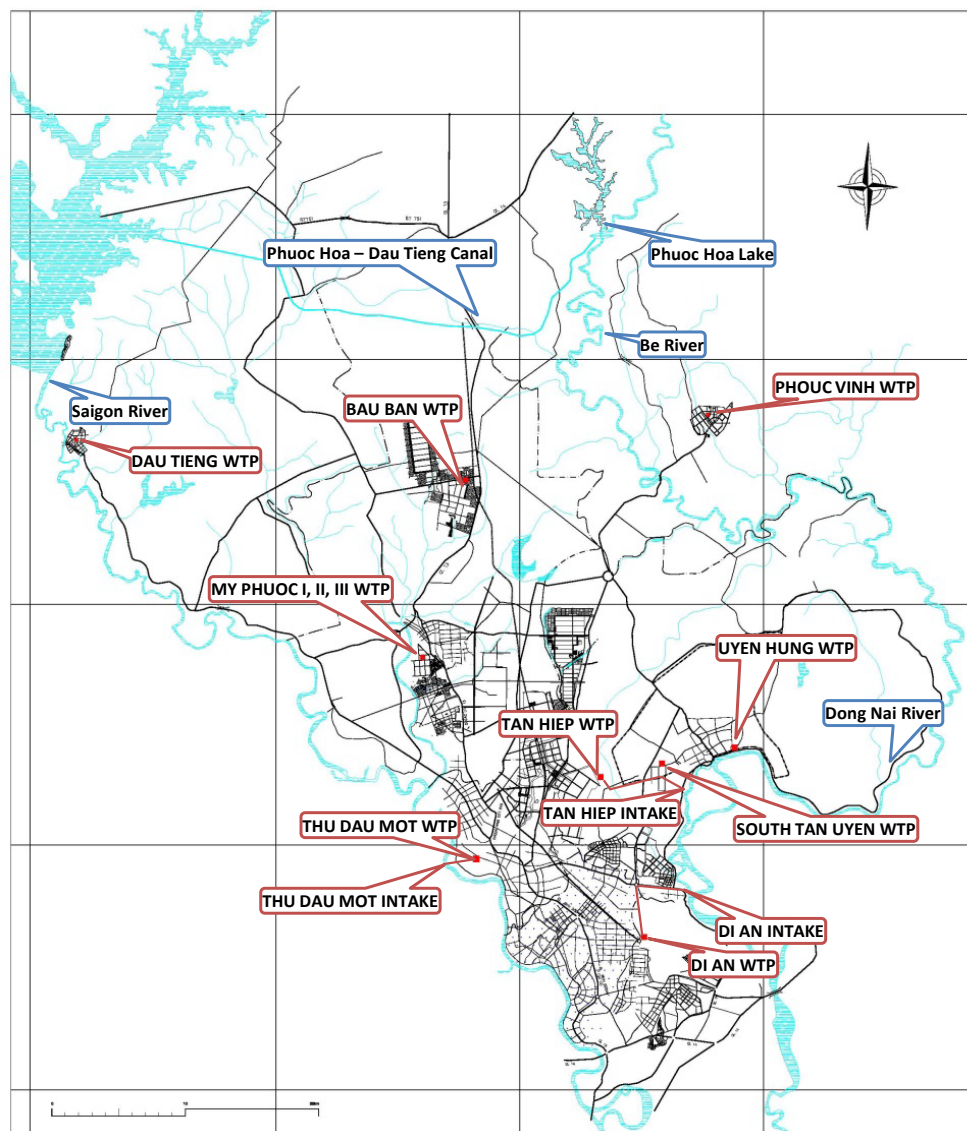 Phuoc Hoa – Dau Tieng Canal
Phuoc Hoa Lake
Be River
PHOUC VINH WTP
Saigon River
BAU BAN WTP
DAU TIENG WTP
MY PHUOC I, II, III WTP
UYEN HUNG WTP
TAN HIEP WTP
Dong Nai River
TAN HIEP INTAKE
SOUTH TAN UYEN WTP
THU DAU MOT WTP
THU DAU MOT INTAKE
DI AN INTAKE
DI AN WTP